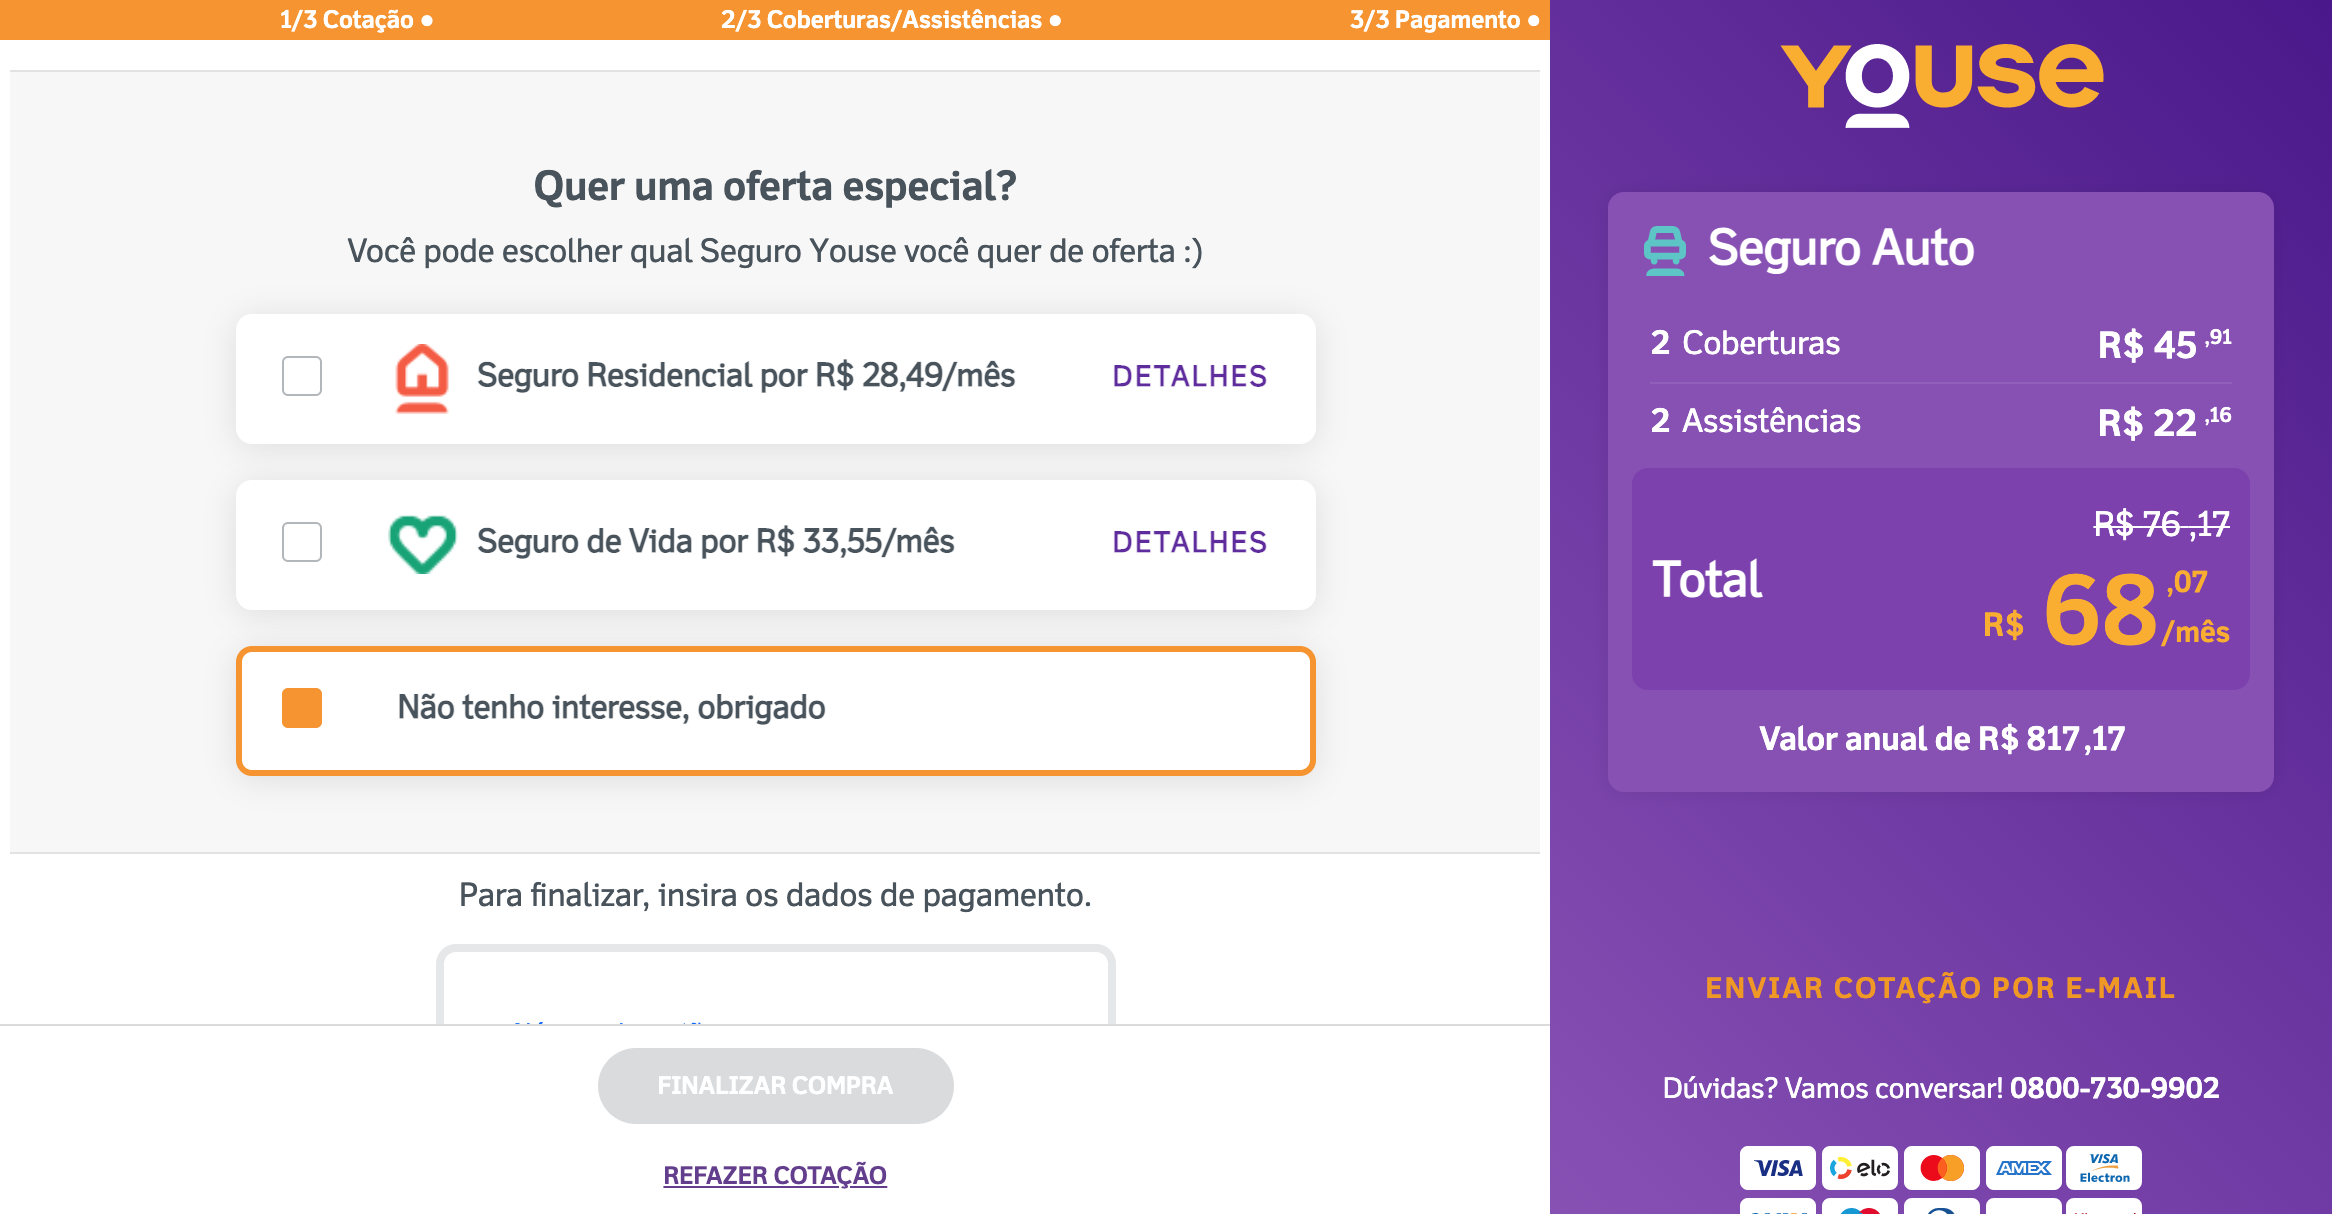 1/3 Cotação ●
2/3 Coberturas/Assistências ●
3/3 Pagamento ●
Quer uma oferta especial?
Você pode escolher qual Seguro Youse você quer de oferta :)
Seguro Residencial por R$ 28,49/mês DETALHES
Seguro de Vida por R$ 33,55/mês DETALHES
Não tenho interesse, obrigado
Para finalizar, insira os dados de pagamento.
FINALIZAR COMPRA
REFAZER COTAÇÃO
YOUSE
Seguro Auto
2 Coberturas R$ 45,91
2 Assistências R$ 22,16
R$ 76,17
Total R$ 68,07/mês
Valor anual de R$ 817,17
ENVIAR COTAÇÃO POR E-MAIL
Dúvidas? Vamos conversar! 0800-730-9902
VISA elo AMEX VISA Electron